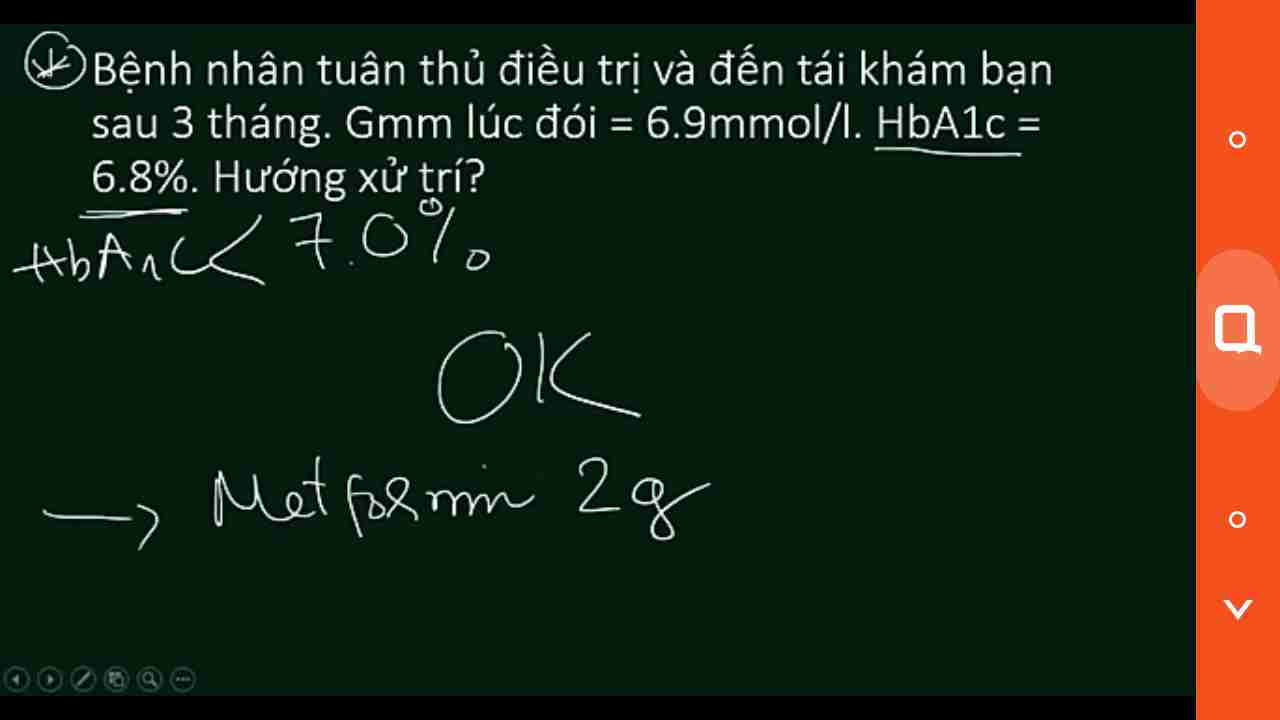 Bệnh nhân tuân thủ điều trị và đến tái khám bạn
sau 3 tháng. Gmm lúc đói = 6.9mmol/l. HbA1c =
6.8%. Hướng xử trí?
HbA1C < 7.0%
OK
→ Metformin 2g